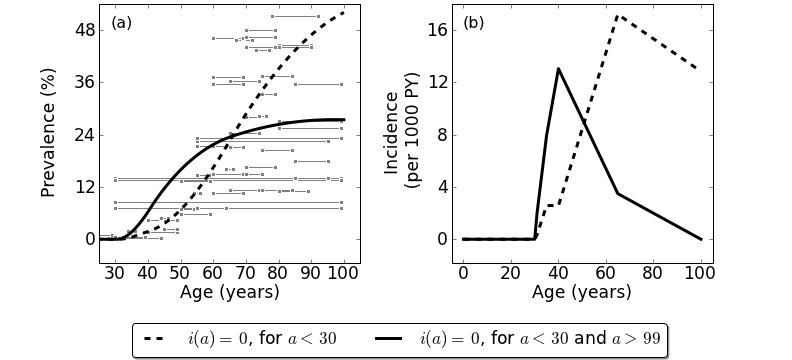 (a)
48
36
24
12
0
Prevalence (%)
30 40 50 60 70 80 90 100
Age (years)
(b)
16
12
8
4
0
Incidence
(per 1000 PY)
0 20 40 60 80 100
Age (years)
i(a) = 0, for a < 30
i(a) = 0, for a < 30 and a > 99